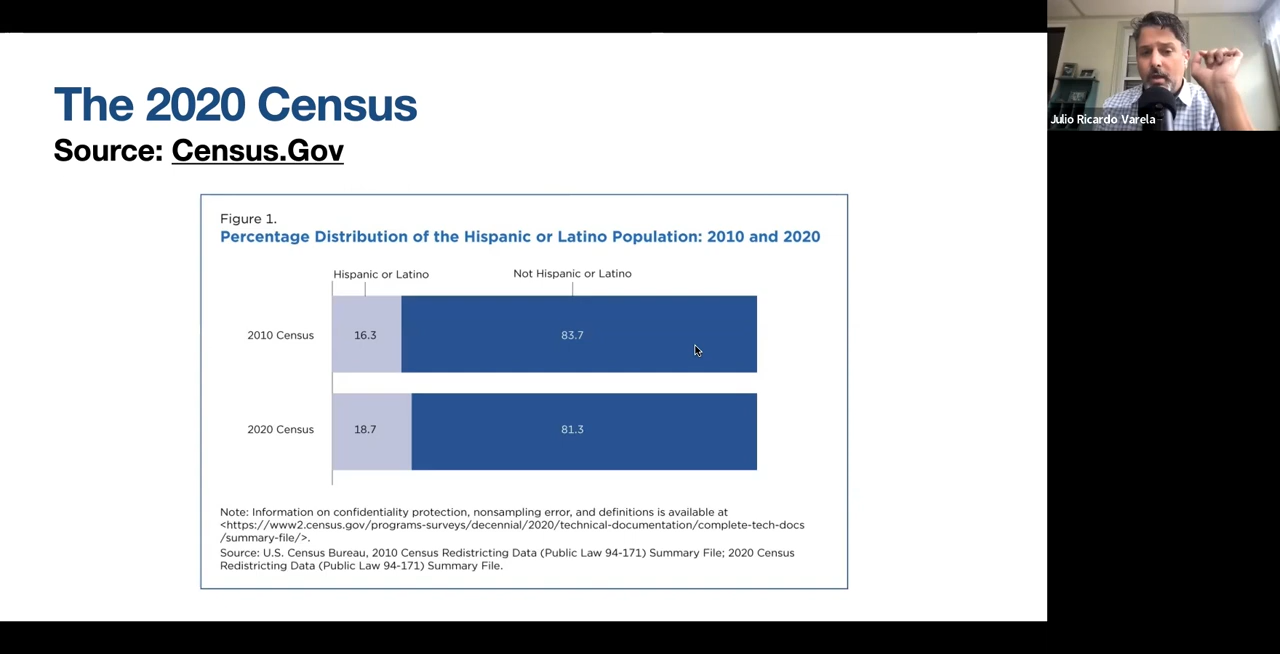 The 2020 Census
Source: Census.Gov
Julio Ricardo Varela
Figure 1.
Percentage Distribution of the Hispanic or Latino Population: 2010 and 2020
Hispanic or Latino
Not Hispanic or Latino
2010 Census
16.3
83.7
2020 Census
18.7
81.3
Note: Information on confidentiality protection, nonsampling error, and definitions is available at
<https://www2.census.gov/programs-surveys/decennial/2020/technical-documentation/complete-tech-docs
/summary-file/>.
Source: U.S. Census Bureau, 2010 Census Redistricting Data (Public Law 94-171) Summary File; 2020 Census
Redistricting Data (Public Law 94-171) Summary File.